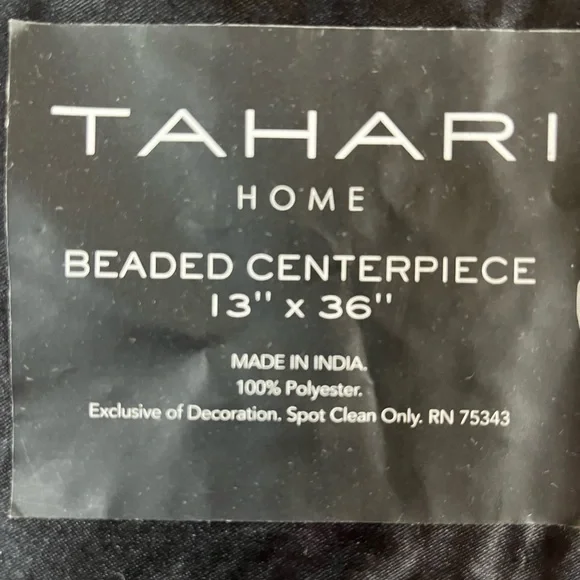 TAHARI
HOME
BEADED CENTERPIECE
13" x 36"
MADE IN INDIA.
100% Polyester.
Exclusive of Decoration. Spot Clean Only. RN 75343